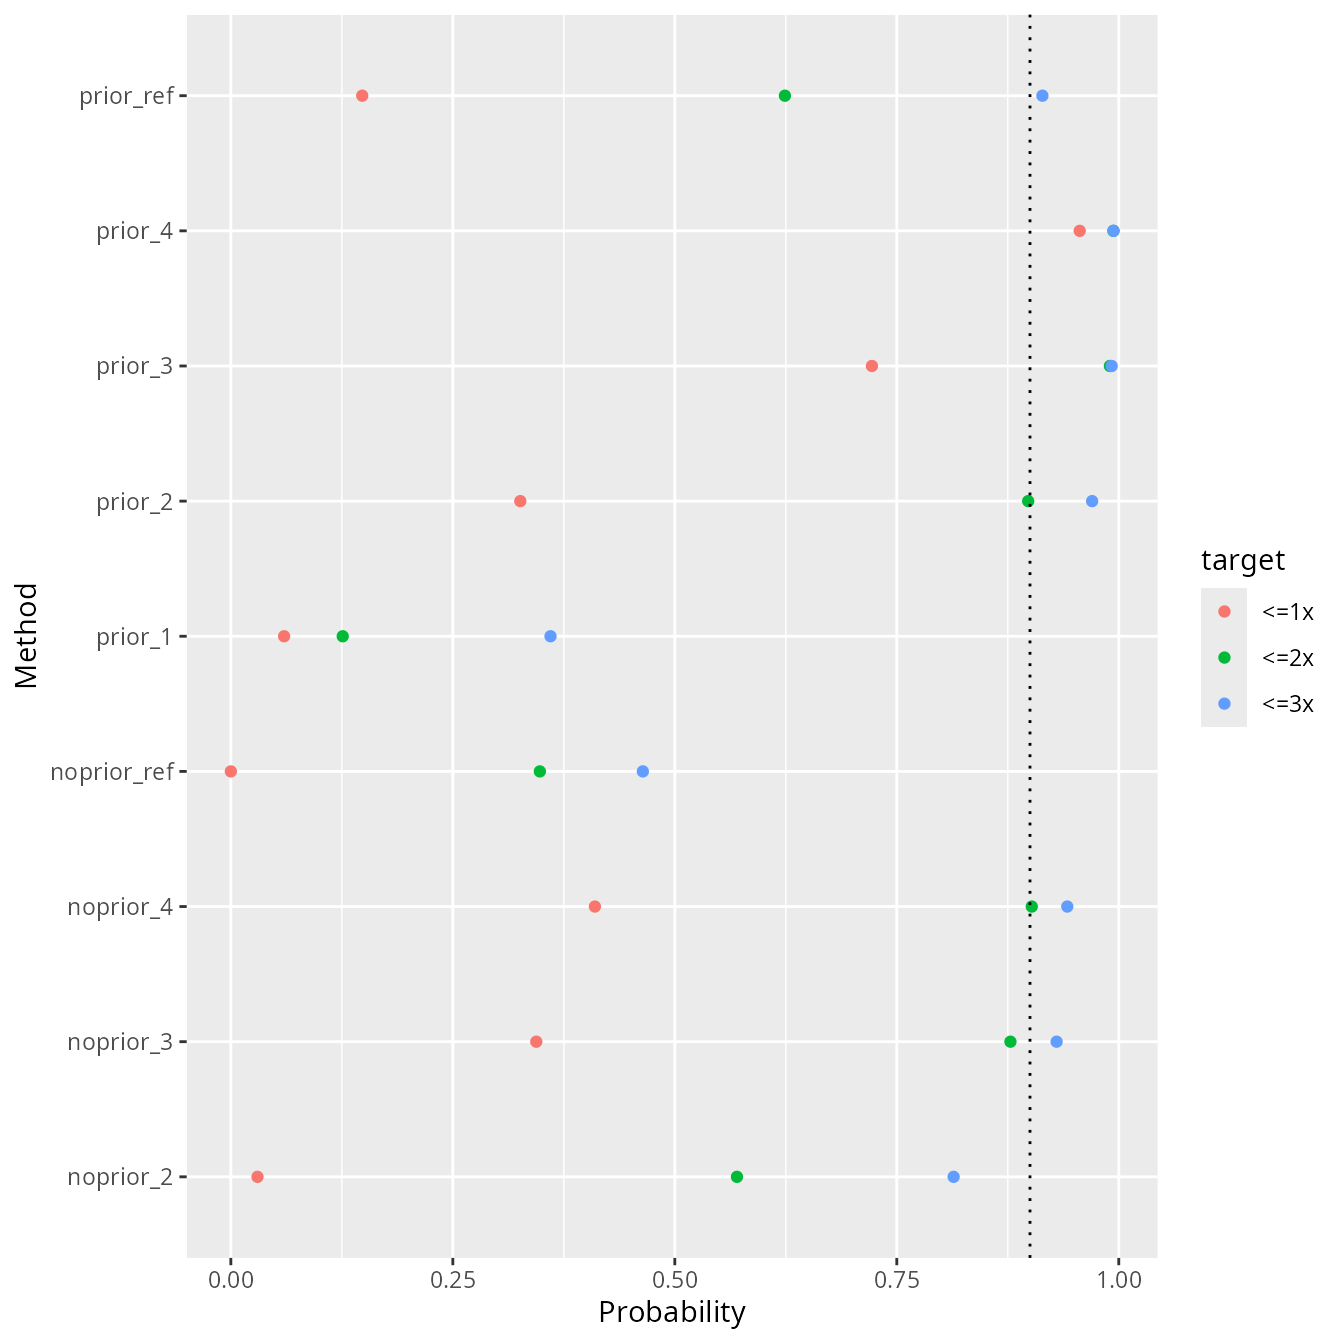 prior_ref
prior_4
prior_3
prior_2
prior_1
noprior_ref
noprior_4
noprior_3
noprior_2
Method
0.00 0.25 0.50 0.75 1.00
Probability
target
<=1x
<=2x
<=3x